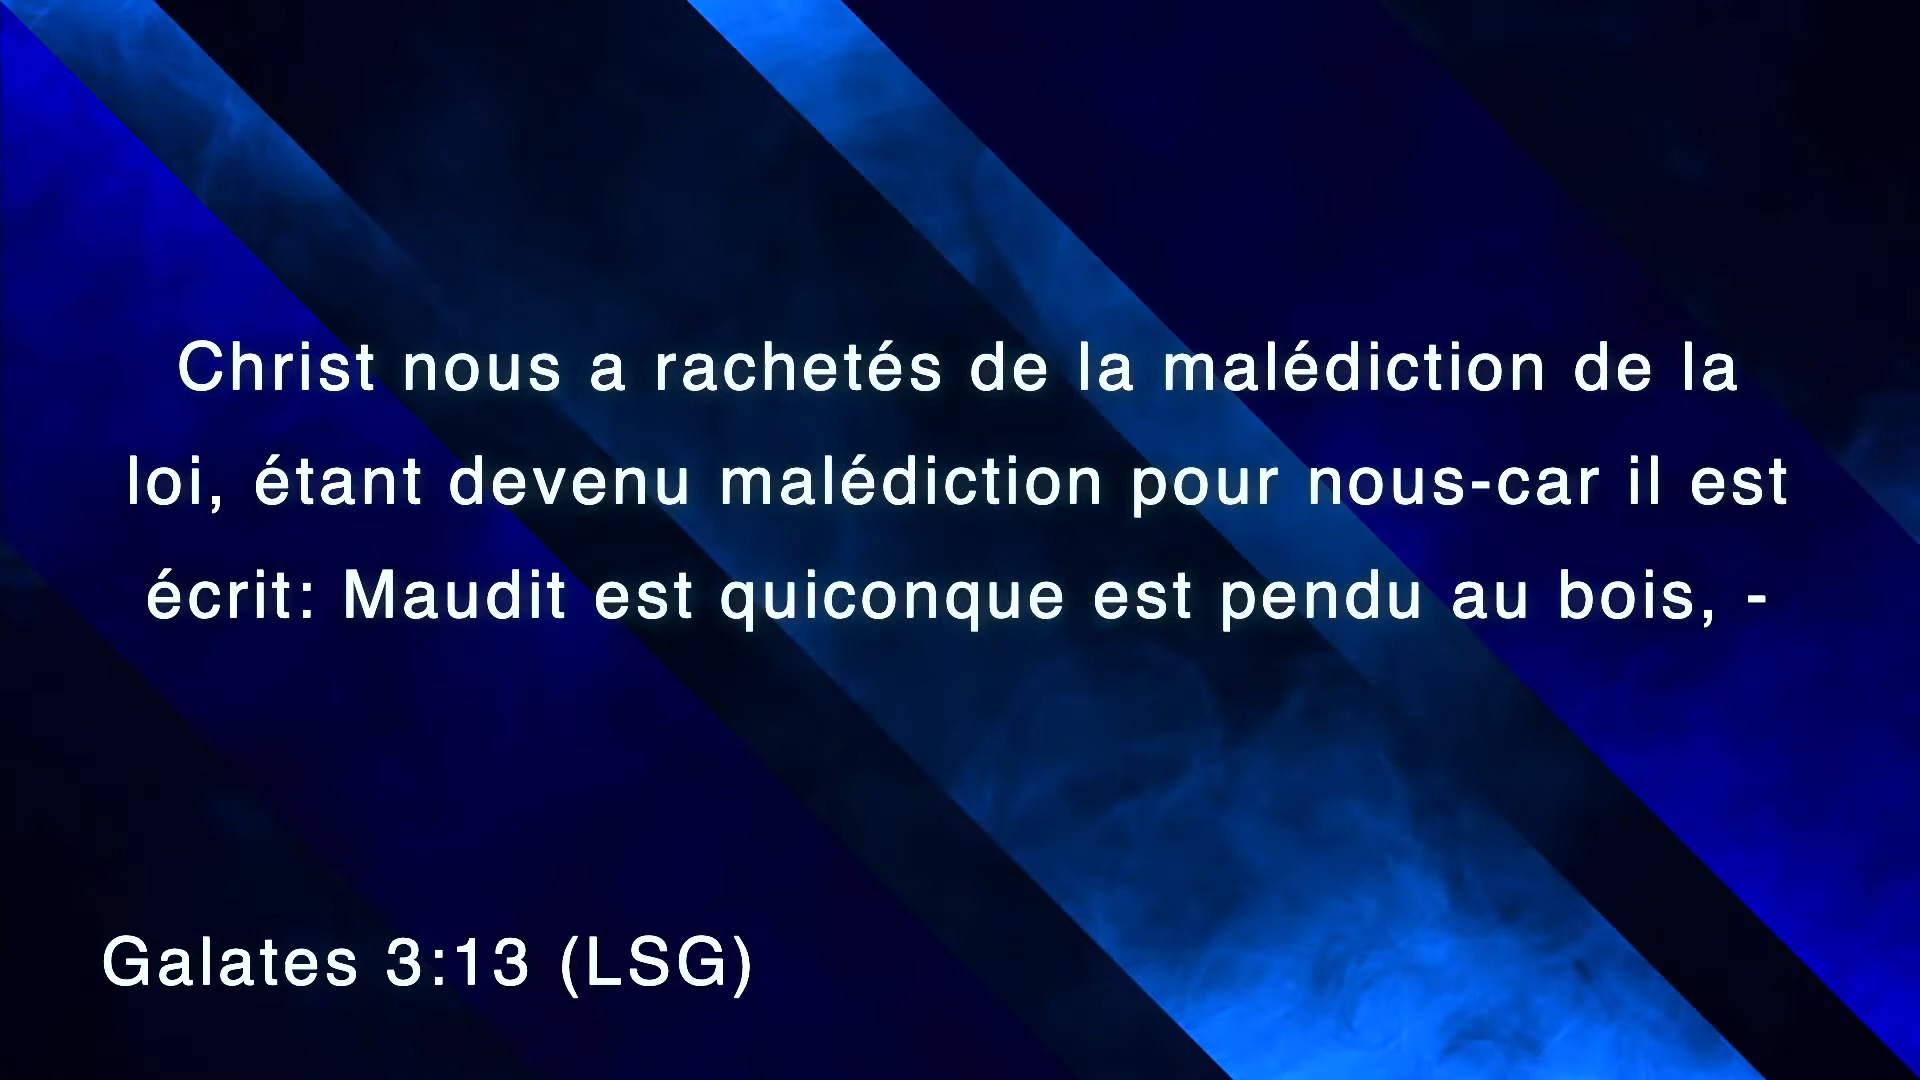 Christ nous a rachetés de la malédiction de la
loi, étant devenu malédiction pour nous-car il est
écrit: Maudit est quiconque est pendu au bois, -
Galates 3:13 (LSG)